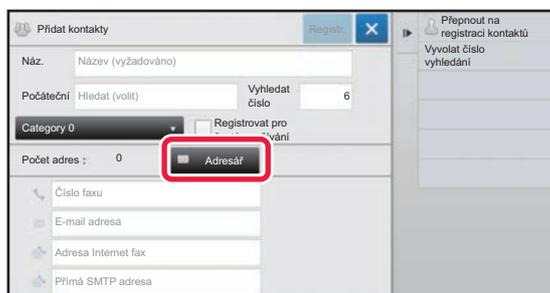 Přidat kontakty
Registr.
Náz.
Název (vyžadováno)
Počáteční
Hledat (volit)
Vyhledat
číslo
6
Category 0
Registrovat pro
Počet adres :
0
Adresář
Číslo faxu
E-mail adresa
Adresa Internet fax
Přímá SMTP adresa
Přepnout na
registraci kontaktů
Vyvolat číslo
vyhledání